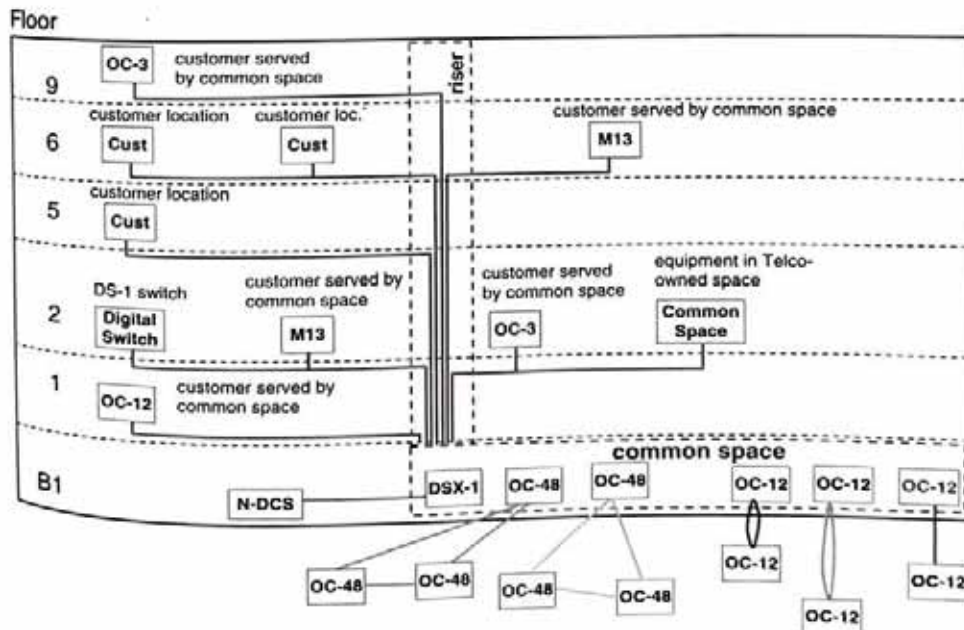 Floor
9
OC-3
customer served
by common space
riser
6
customer location
Cust
customer loc.
Cust
customer served by common space
M13
5
customer location
Cust
2
DS-1 switch
Digital
Switch
customer served by
common space
M13
customer served
by common space
OC-3
equipment in Telco-
owned space
Common
Space
1
OC-12
customer served by
common space
B1
common space
N-DCS
DSX-1
OC-48
OC-48
OC-12
OC-12
OC-12
OC-48
OC-48
OC-48
OC-48
OC-12
OC-12
OC-12